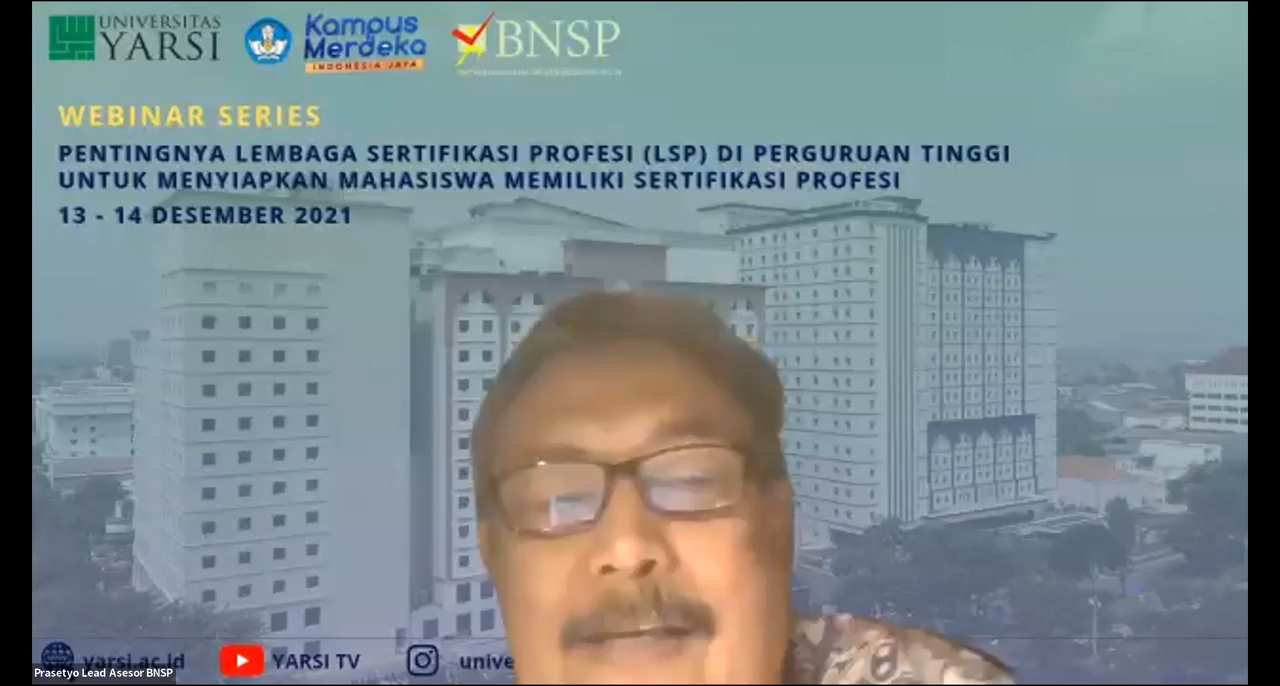 UNIVERSITAS
YARSI
Kampus
Merdeka
INDONESIA JAYA
BNSP
WEBINAR SERIES
PENTINGNYA LEMBAGA SERTIFIKASI PROFESI (LSP) DI PERGURUAN TINGGI
UNTUK MENYIAPKAN MAHASISWA MEMILIKI SERTIFIKASI PROFESI
13 - 14 DESEMBER 2021
yarsi.ac.id
YARSI TV
unive
Prasetyo Lead Asesor BNSP